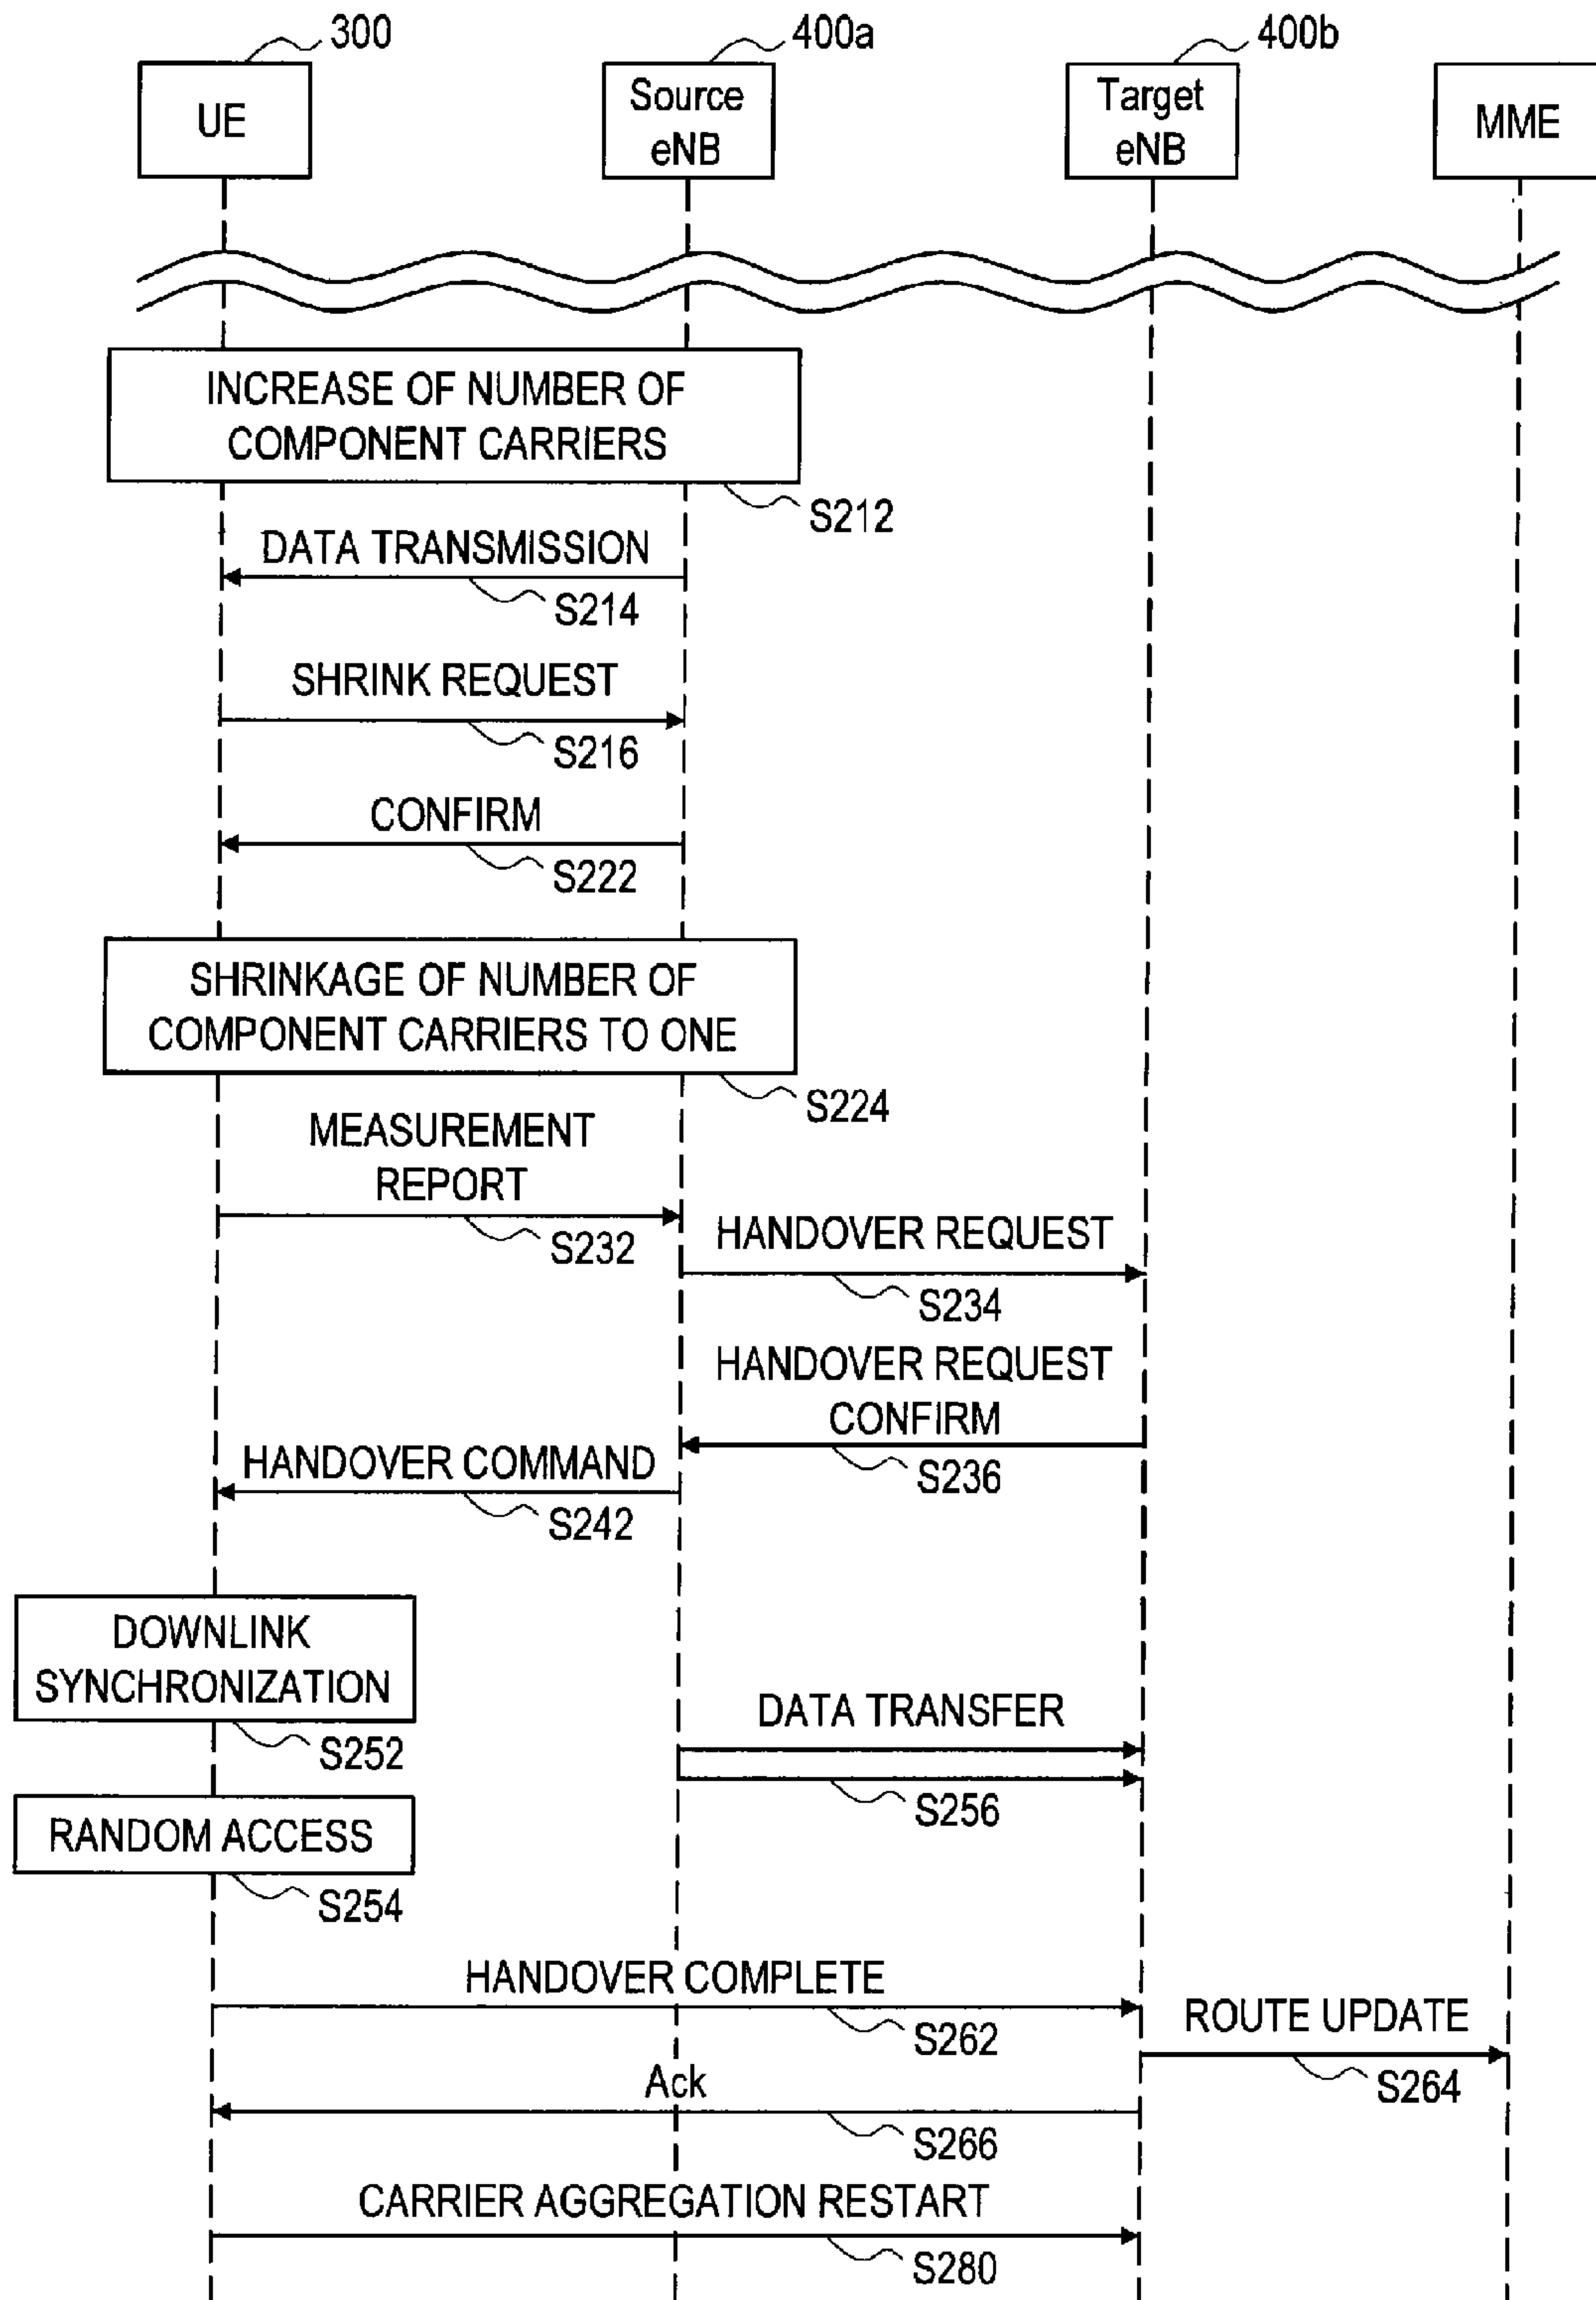 300
400a
400b
UE
Source
eNB
Target
eNB
MME
INCREASE OF NUMBER OF
COMPONENT CARRIERS
S212
DATA TRANSMISSION
S214
SHRINK REQUEST
S216
CONFIRM
S222
SHRINKAGE OF NUMBER OF
COMPONENT CARRIERS TO ONE
S224
MEASUREMENT
REPORT
S232
HANDOVER REQUEST
S234
HANDOVER REQUEST
CONFIRM
S236
HANDOVER COMMAND
S242
DOWNLINK
SYNCHRONIZATION
S252
DATA TRANSFER
S256
RANDOM ACCESS
S254
HANDOVER COMPLETE
S262
ROUTE UPDATE
S264
Ack
S266
CARRIER AGGREGATION RESTART
S280